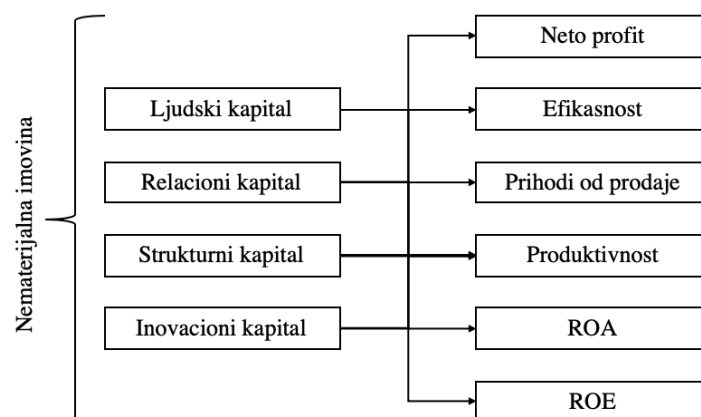 Nematerijalna imovina
Ljudski kapital
Relacioni kapital
Strukturni kapital
Inovacioni kapital
Neto profit
Efikasnost
Prihodi od prodaje
Produktivnost
ROA
ROE